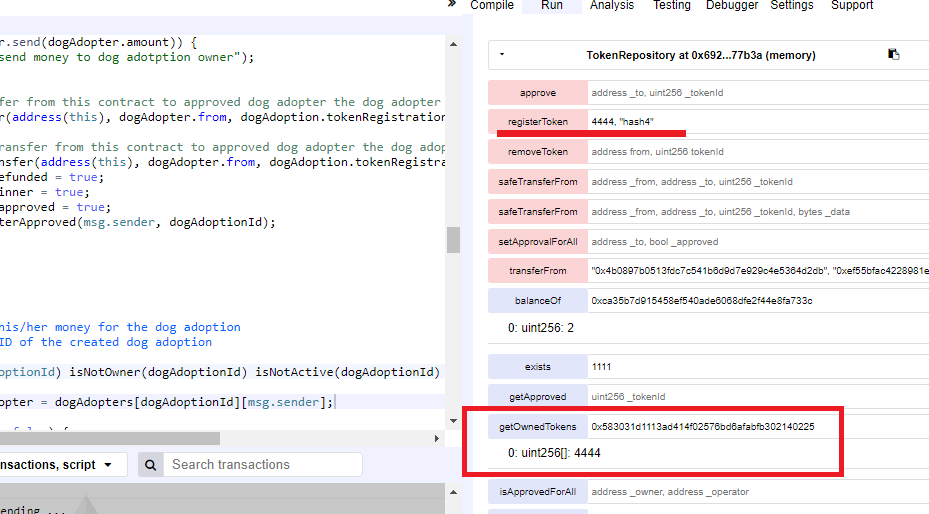 » Compile Run Analysis Testing Debugger Settings Support
r.send(dogAdopter.amount)) {
send money to dog adotption owner");
fer from this contract to approved dog adopter the dog adopter
r(address(this), dogAdopter.from, dogAdoption.tokenRegistration
transfer from this contract to approved dog adopter the dog adop
nsfer(address(this), dogAdopter.from, dogAdoption.tokenRegistra
efunded = true;
inner = true;
approved = true;
terApproved(msg.sender, dogAdoptionId);
his/her money for the dog adoption
ID of the created dog adoption
optionId) isNotOwner(dogAdoptionId) isNotActive(dogAdoptionId)
opter = dogAdopters[dogAdoptionId][msg.sender];
nsactions, script
Search transactions
ending ...
TokenRepository at 0x692...77b3a (memory)
approve address _to, uint256 _tokenId
registerToken 4444, "hash4"
removeToken address from, uint256 tokenId
safeTransferFrom address _from, address _to, uint256 _tokenId
safeTransferFrom address _from, address _to, uint256 _tokenId, bytes _data
setApprovalForAll address _to, bool _approved
transferFrom "0x4b0897b0513fdc7c541b6d9d7e929c4e5364d2db", "0xef55bfac4228981e
balanceOf 0xca35b7d915458ef540ade6068dfe2f44e8fa733c
0: uint256: 2
exists 1111
getApproved uint256 _tokenId
getOwnedTokens 0x583031d1113ad414f02576bd6afabfb302140225
0: uint256[]: 4444
isApprovedForAll address _owner, address _operator